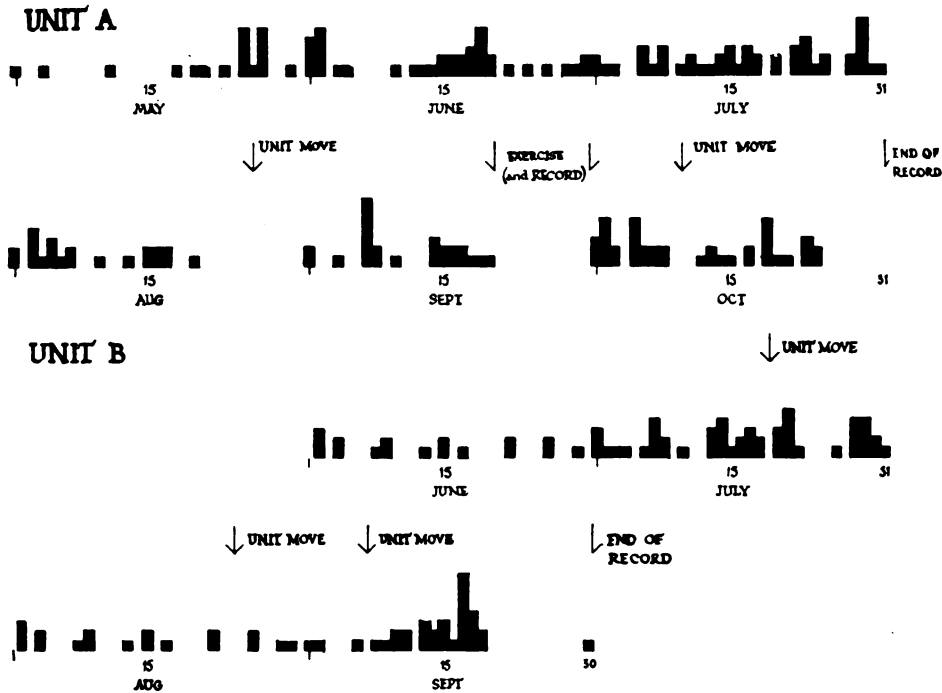 UNIT A
15 15 15 31
MAY JUNE JULY
UNIT MOVE EXERCISE UNIT MOVE END OF
(and RECORD) RECORD
15 15 15 31
AUG SEPT OCT
UNIT B
UNIT MOVE
15 15 31
JUNE JULY
UNIT MOVE UNIT MOVE END OF
RECORD
15 15 30
AUG SEPT